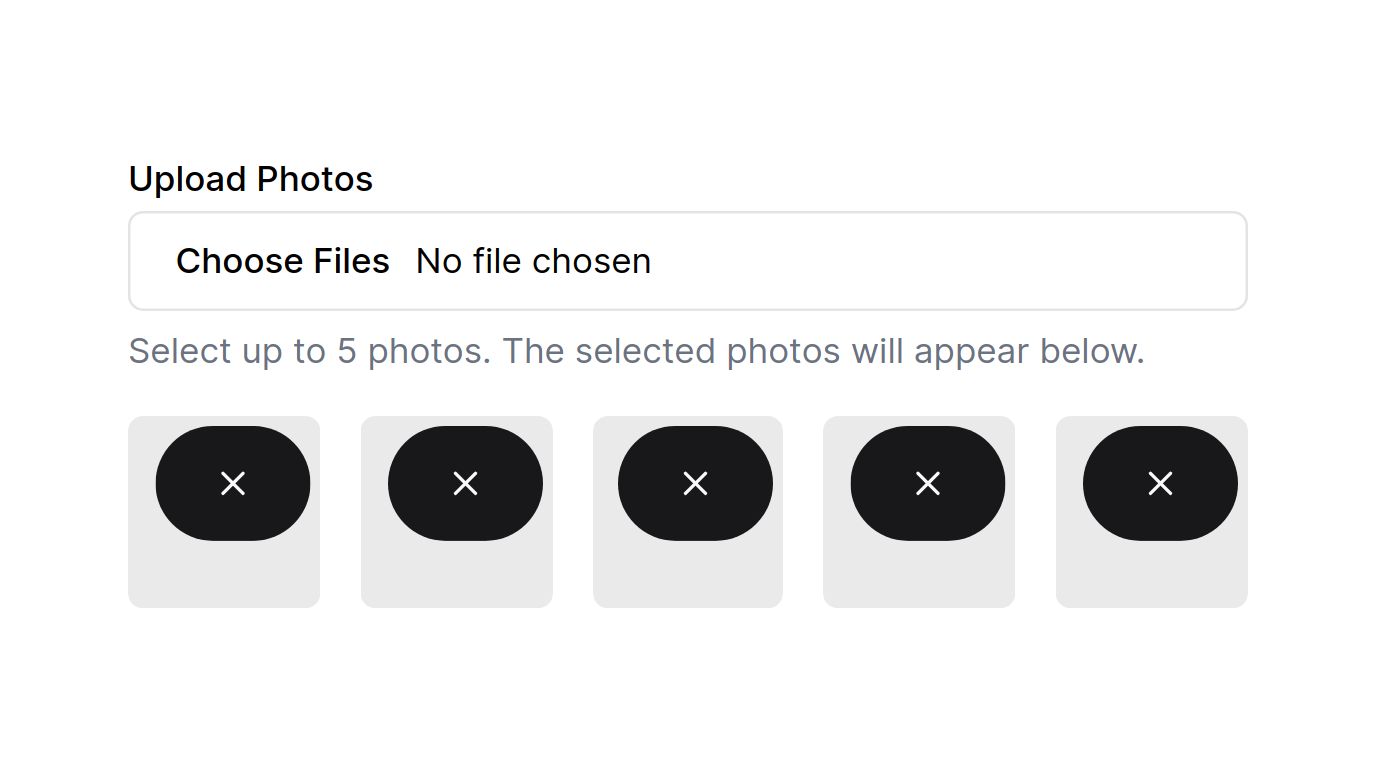 Upload Photos
Choose Files No file chosen
Select up to 5 photos. The selected photos will appear below.